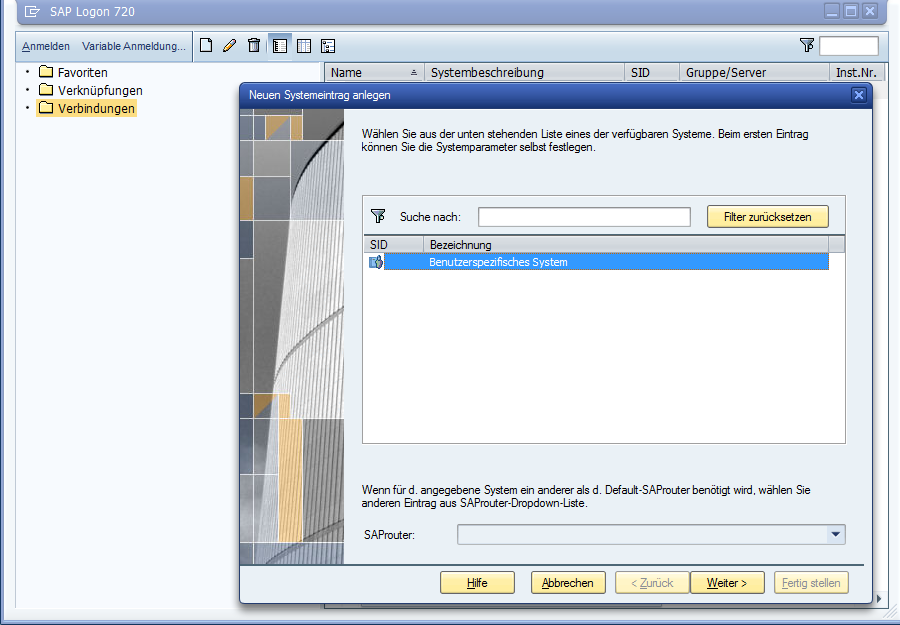 SAP Logon 720
Anmelden Variable Anmeldung...
Favoriten
Verknüpfungen
Verbindungen
Name Systembeschreibung SID Gruppe/Server Inst.Nr.
Neuen Systemeintrag anlegen
Wählen Sie aus der unten stehenden Liste eines der verfügbaren Systeme. Beim ersten Eintrag
können Sie die Systemparameter selbst festlegen.
Suche nach: Filter zurücksetzen
SID Bezeichnung
Benutzerspezifisches System
Wenn für d. angegebene System ein anderer als d. Default-SAProuter benötigt wird, wählen Sie
anderen Eintrag aus SAProuter-Dropdown-Liste.
SAProuter:
Hilfe Abbrechen < Zurück Weiter > Fertig stellen